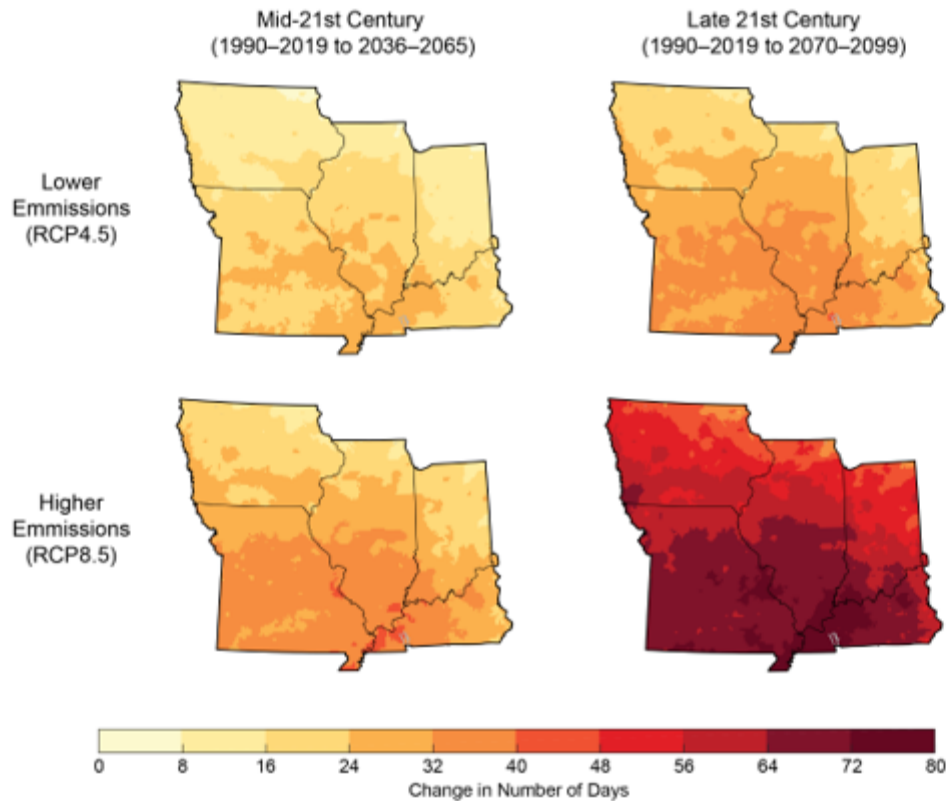 Mid-21st Century
(1990–2019 to 2036–2065)
Late 21st Century
(1990–2019 to 2070–2099)
Lower
Emmissions
(RCP4.5)
Higher
Emmissions
(RCP8.5)
0 8 16 24 32 40 48 56 64 72 80
Change in Number of Days